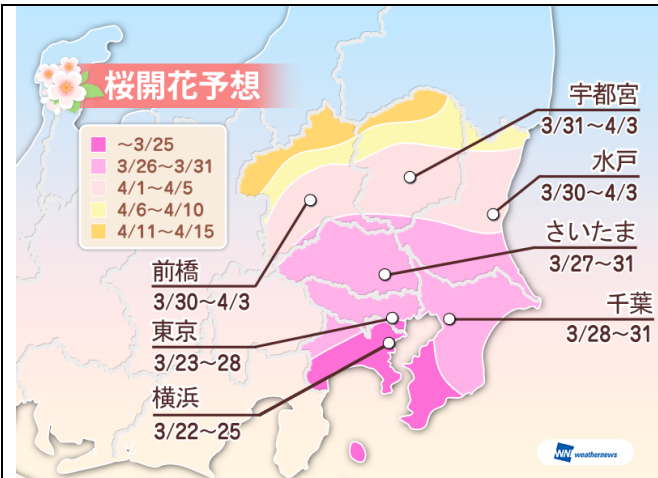 桜開花予想
～3/25
3/26～3/31
4/1～4/5
4/6～4/10
4/11～4/15
宇都宮
3/31～4/3
水戸
3/30～4/3
さいたま
3/27～31
千葉
3/28～31
前橋
3/30～4/3
東京
3/23～28
横浜
3/22～25
WNI weathernews